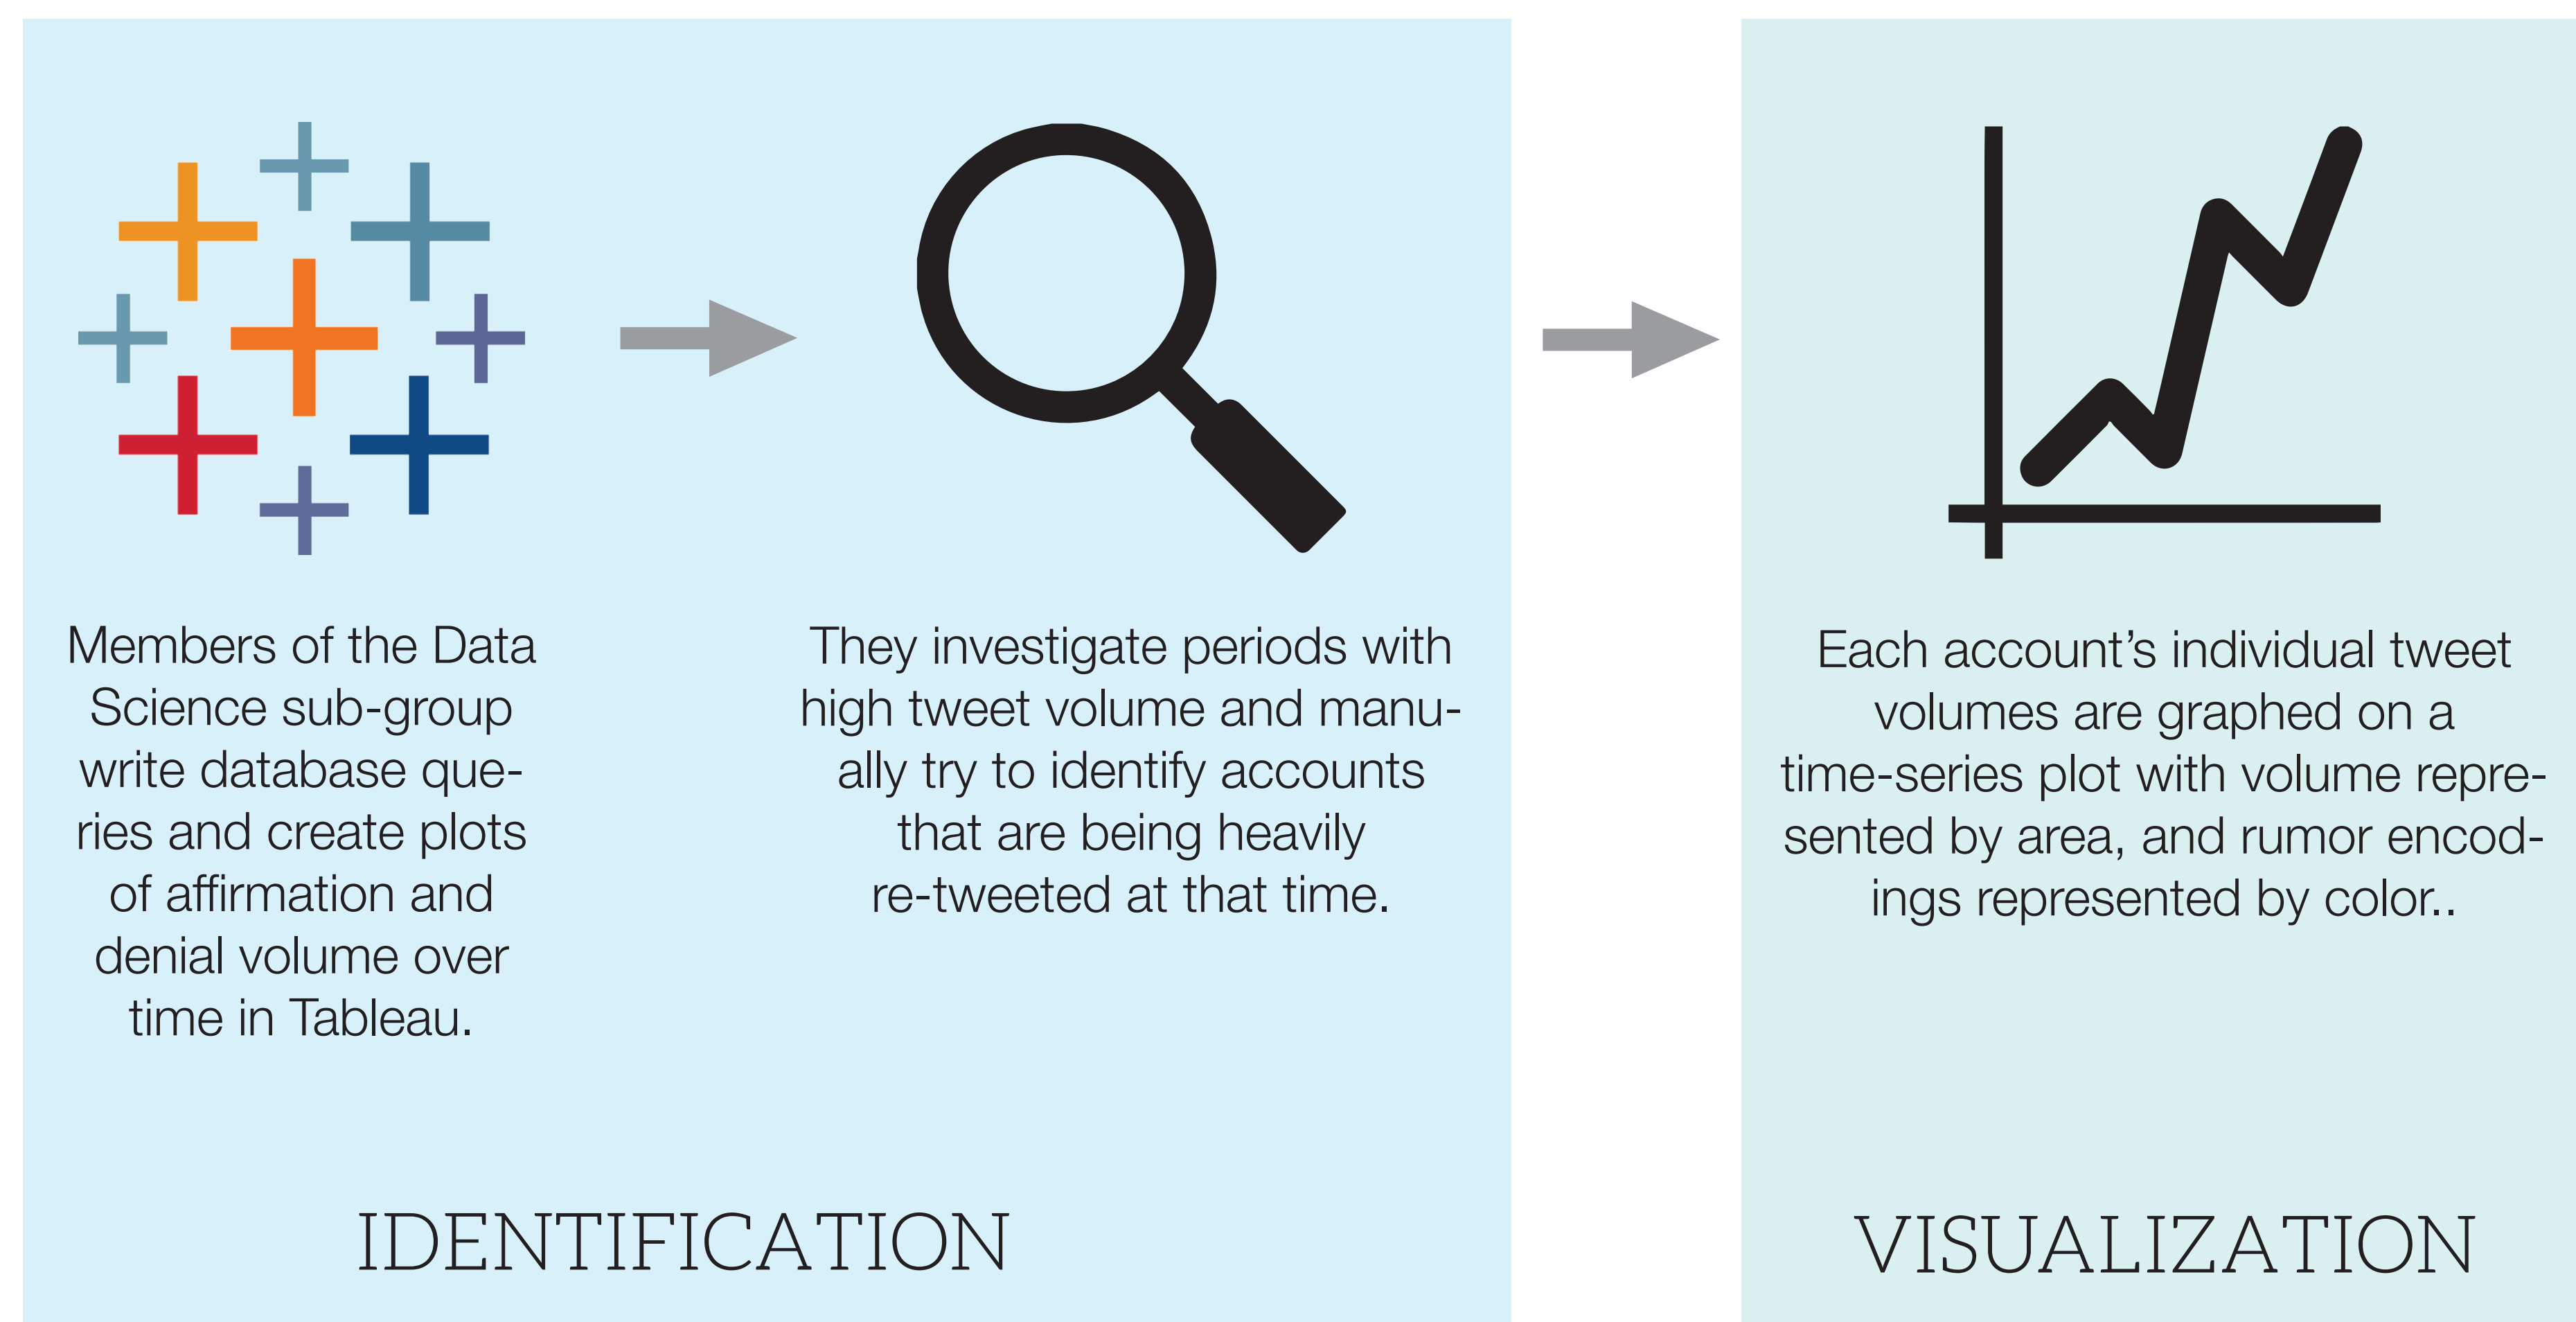 Members of the Data
Science sub-group
write database que-
ries and create plots
of affirmation and
denial volume over
time in Tableau.
They investigate periods with
high tweet volume and manu-
ally try to identify accounts
that are being heavily
re-tweeted at that time.
IDENTIFICATION
Each account’s individual tweet
volumes are graphed on a
time-series plot with volume repre-
sented by area, and rumor encod-
ings represented by color..
VISUALIZATION